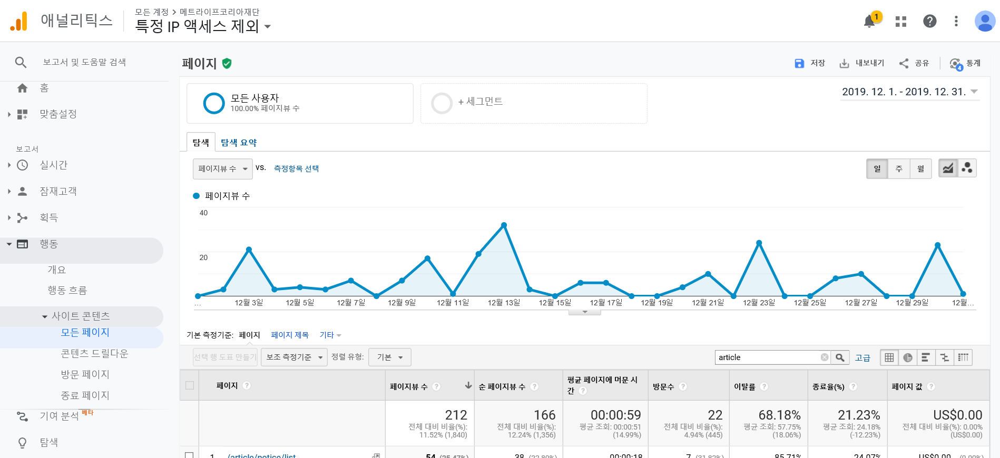 애널리틱스
모든 계정 > 메트라이프코리아재단
특정 IP 액세스 제외
1
보고서 및 도움말 검색
홈
맞춤설정
보고서
실시간
잠재고객
획득
행동
개요
행동 흐름
사이트 콘텐츠
모든 페이지
콘텐츠 드릴다운
방문 페이지
종료 페이지
기여 분석 베타
탐색
페이지
저장 내보내기 공유 4 통계
모든 사용자
100.00% 페이지뷰 수
+ 세그먼트
2019. 12. 1. - 2019. 12. 31.
탐색 탐색 요약
페이지뷰 수 vs. 측정항목 선택
일 주 월
페이지뷰 수
40
20
... 12월 3일 12월 5일 12월 7일 12월 9일 12월 11일 12월 13일 12월 15일 12월 17일 12월 19일 12월 21일 12월 23일 12월 25일 12월 27일 12월 29일 12월...
기본 측정기준: 페이지 페이지 제목 기타
선택 행 도표 만들기 보조 측정기준 정렬 유형: 기본
article 고급
페이지 ? 페이지뷰 수 ? 순 페이지뷰 수 ? 평균 페이지에 머문 시
간 ? 방문수 ? 이탈률 ? 종료율(%) ? 페이지 값 ?
212 166 00:00:59 22 68.18% 21.23% US$0.00
전체 대비 비율(%): 전체 대비 비율(%): 평균 조회: 00:00:51 전체 대비 비율(%): 평균 조회: 57.75% 평균 조회: 24.18% 전체 대비 비율(%): 0.00%
11.52% (1,840) 12.24% (1,356) (14.99%) 4.94% (445) (18.06%) (-12.23%) (US$0.00)
1. /article/notice/list 54 (25.47%) 38 (22.89%) 00:00:18 7 (31.82%) 85.71% 24.07% US$0.00 (0.00%)